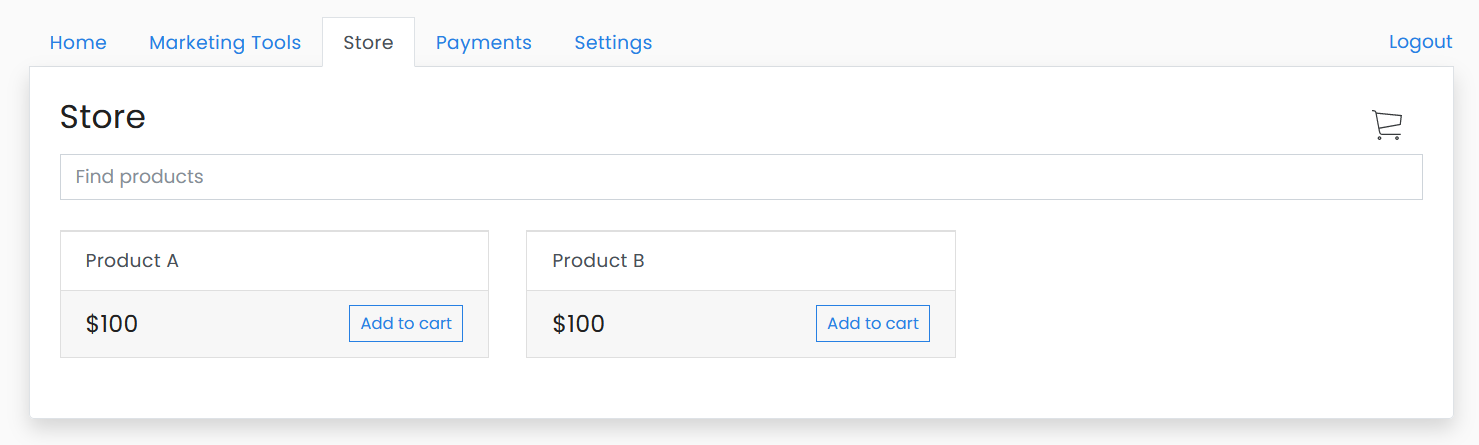 Home Marketing Tools Store Payments Settings Logout
Store
Find products
Product A Product B
$100 Add to cart $100 Add to cart